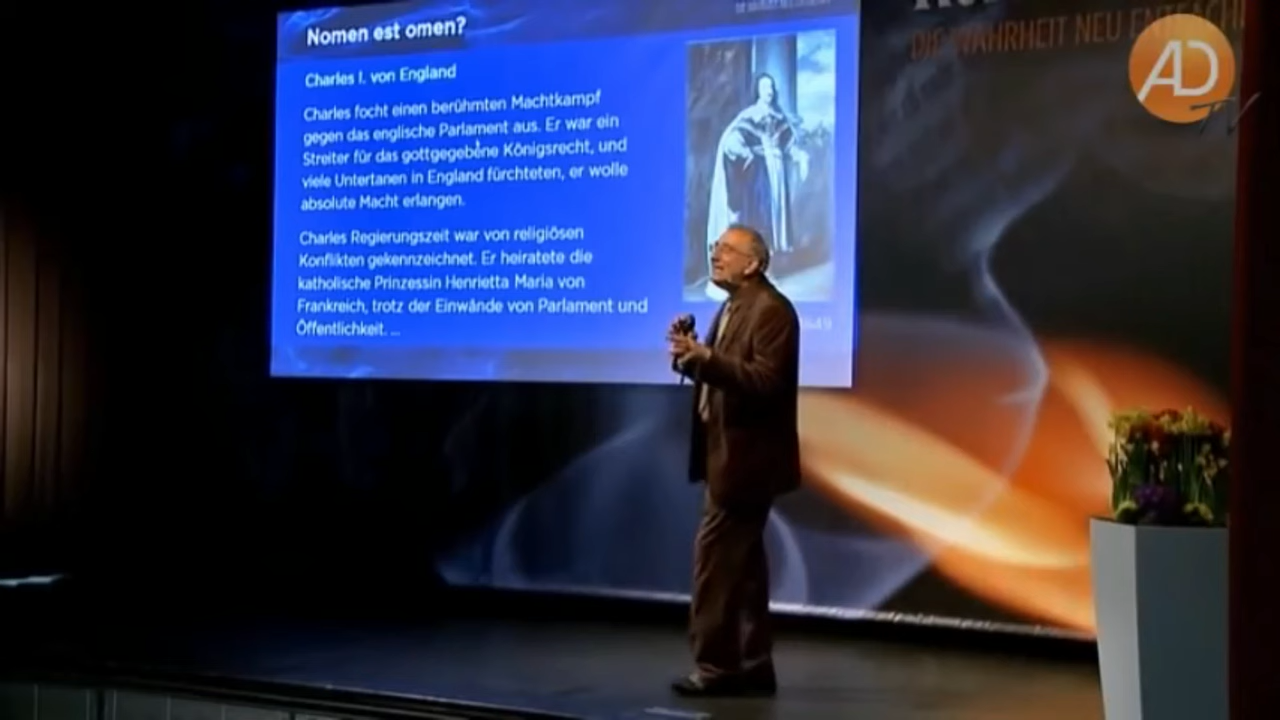 Nomen est omen?
Charles I. von England
Charles focht einen berühmten Machtkampf
gegen das englische Parlament aus. Er war ein
Streiter für das gottgegebene Königsrecht, und
viele Untertanen in England fürchteten, er wolle
absolute Macht erlangen.
Charles Regierungszeit war von religiösen
Konflikten gekennzeichnet. Er heiratete die
katholische Prinzessin Henrietta Maria von
Frankreich, trotz der Einwände von Parlament und
Öffentlichkeit. ...
DIE WAHRHEIT NEU
AD
TV